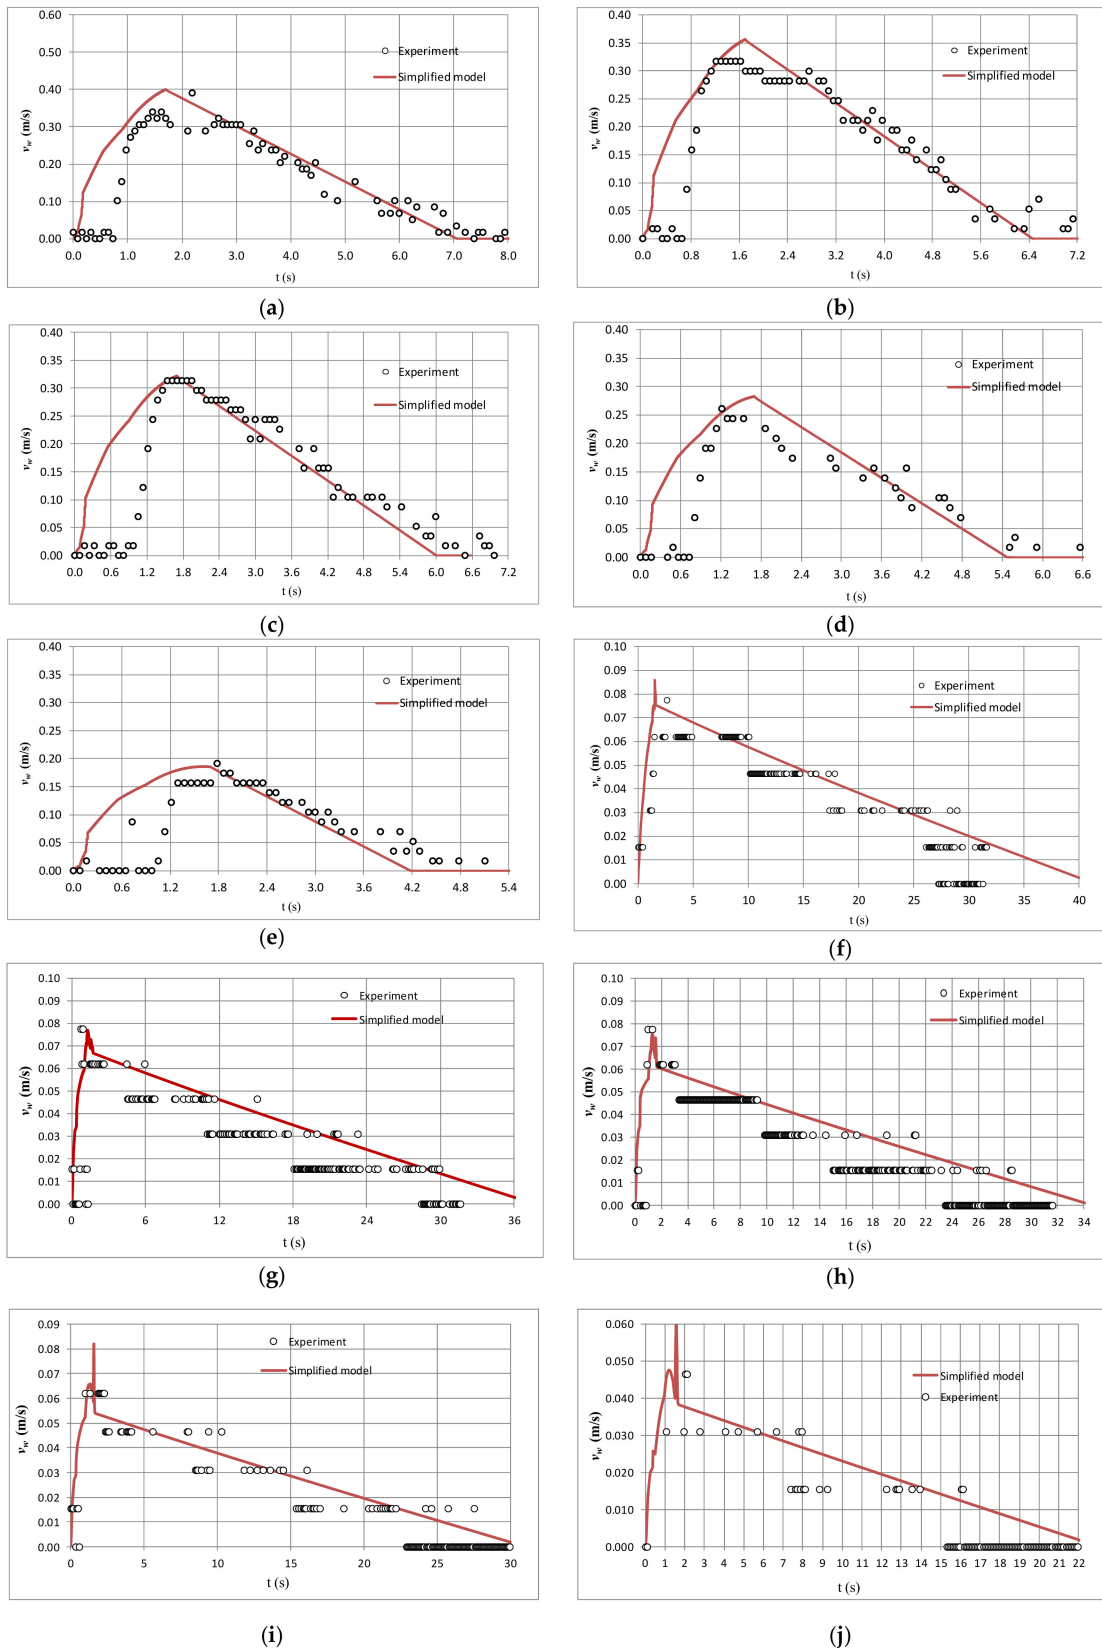 0.60
0.50
0.40
0.30
0.20
0.10
0.00
v_w (m/s)
Experiment
Simplified model
0.0 1.0 2.0 3.0 4.0 5.0 6.0 7.0 8.0
t (s)
(a)
0.40
0.35
0.30
0.25
0.20
0.15
0.10
0.05
0.00
v_w (m/s)
Experiment
Simplified model
0.0 0.8 1.6 2.4 3.2 4.0 4.8 5.6 6.4 7.2
t (s)
(b)
0.40
0.35
0.30
0.25
0.20
0.15
0.10
0.05
0.00
v_w (m/s)
Experiment
Simplified model
0.0 0.6 1.2 1.8 2.4 3.0 3.6 4.2 4.8 5.4 6.0 6.6 7.2
t (s)
(c)
0.40
0.35
0.30
0.25
0.20
0.15
0.10
0.05
0.00
v_w (m/s)
Experiment
Simplified model
0.0 0.6 1.2 1.8 2.4 3.0 3.6 4.2 4.8 5.4 6.0 6.6
t (s)
(d)
0.40
0.35
0.30
0.25
0.20
0.15
0.10
0.05
0.00
v_w (m/s)
Experiment
Simplified model
0.0 0.6 1.2 1.8 2.4 3.0 3.6 4.2 4.8 5.4
t (s)
(e)
0.10
0.09
0.08
0.07
0.06
0.05
0.04
0.03
0.02
0.01
0.00
v_w (m/s)
Experiment
Simplified model
0 5 10 15 20 25 30 35 40
t (s)
(f)
0.10
0.09
0.08
0.07
0.06
0.05
0.04
0.03
0.02
0.01
0.00
v_w (m/s)
Experiment
Simplified model
0 6 12 18 24 30 36
t (s)
(g)
0.10
0.09
0.08
0.07
0.06
0.05
0.04
0.03
0.02
0.01
0.00
v_w (m/s)
Experiment
Simplified model
0 2 4 6 8 10 12 14 16 18 20 22 24 26 28 30 32 34
t (s)
(h)
0.09
0.08
0.07
0.06
0.05
0.04
0.03
0.02
0.01
0.00
v_w (m/s)
Experiment
Simplified model
0 5 10 15 20 25 30
t (s)
(i)
0.060
0.050
0.040
0.030
0.020
0.010
0.000
v_w (m/s)
Simplified model
Experiment
0 1 2 3 4 5 6 7 8 9 10 11 12 13 14 15 16 17 18 19 20 21 22
t (s)
(j)